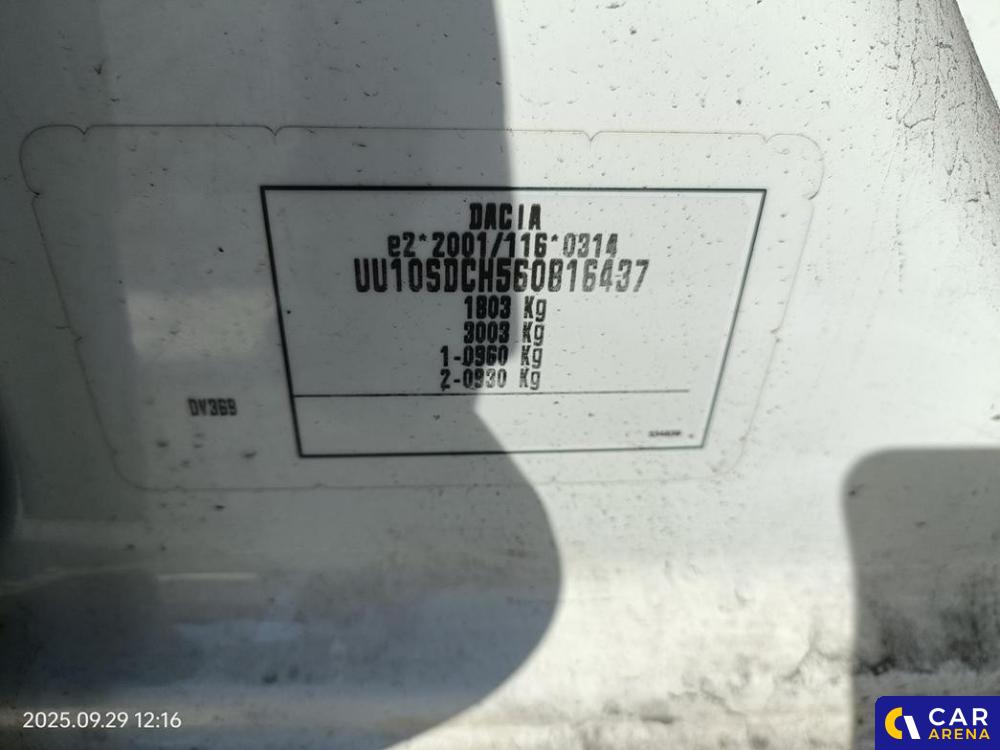 DACIA
e2*2001/116*0314
UU10SDCH560816437
1803 Kg
3003 Kg
1-0960 Kg
2-0930 Kg
DV369
2025.09.29 12:16
CAR
ARENA